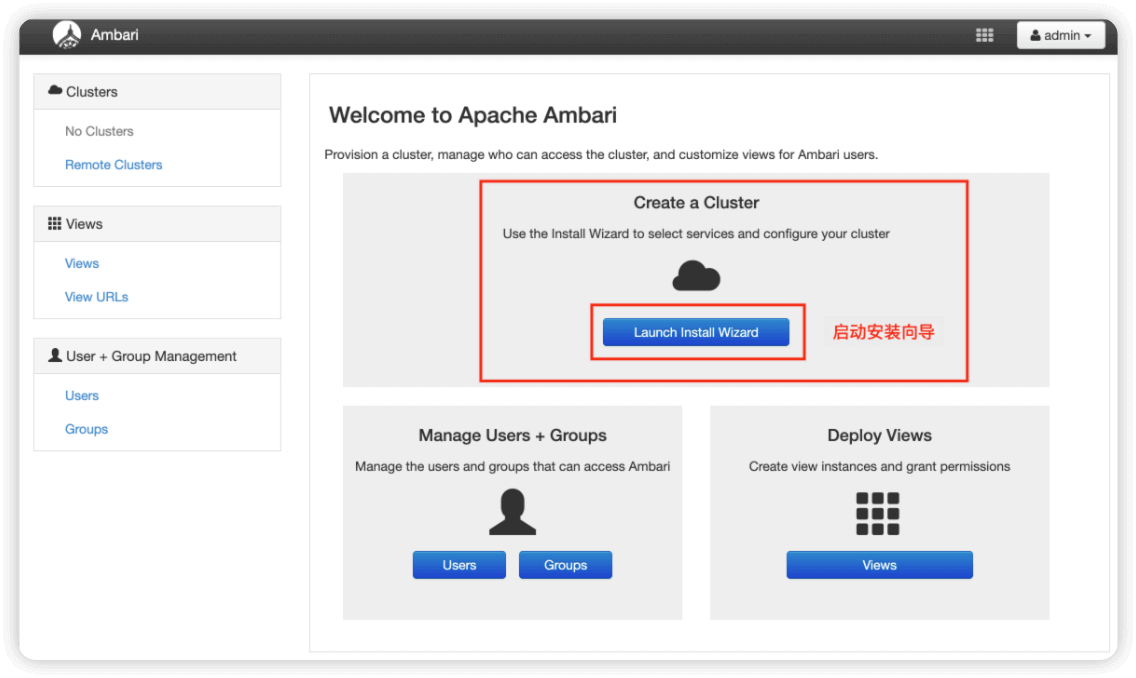 Ambari
admin
Clusters
No Clusters
Remote Clusters
Views
Views
View URLs
User + Group Management
Users
Groups
Welcome to Apache Ambari
Provision a cluster, manage who can access the cluster, and customize views for Ambari users.
Create a Cluster
Use the Install Wizard to select services and configure your cluster
Launch Install Wizard
启动安装向导
Manage Users + Groups
Manage the users and groups that can access Ambari
Users
Groups
Deploy Views
Create view instances and grant permissions
Views